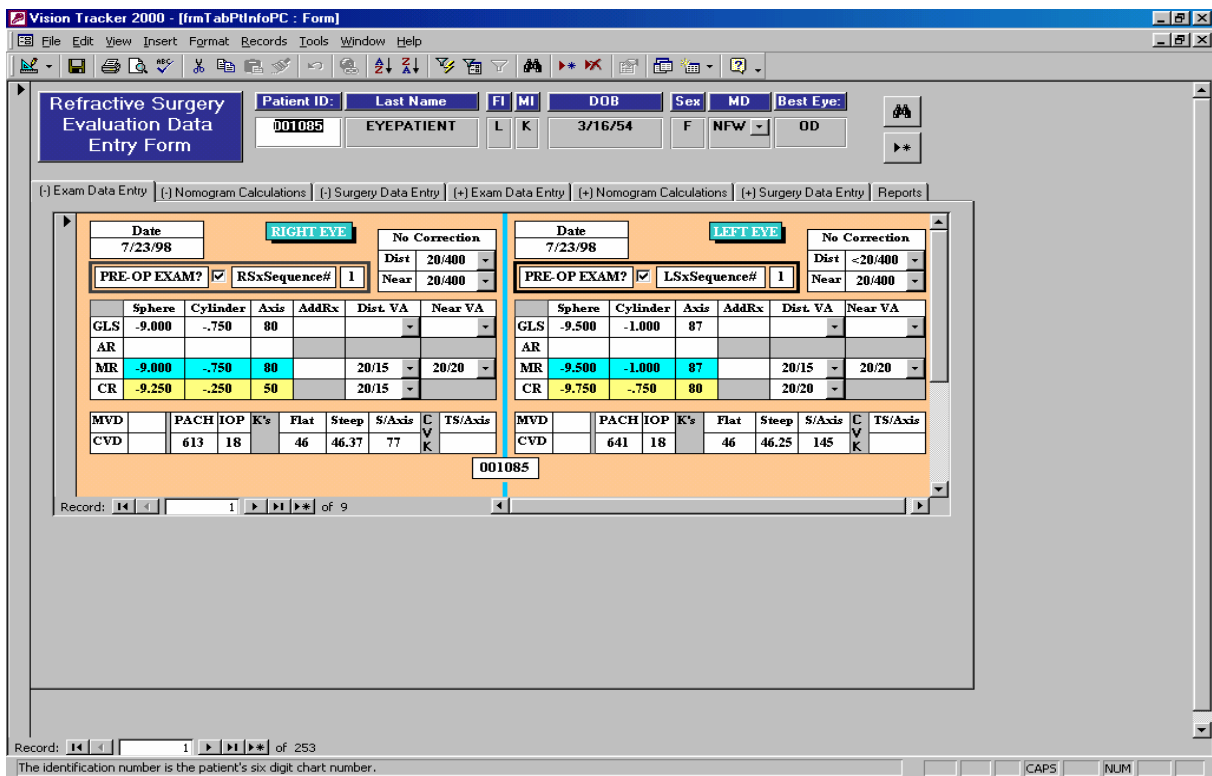 Vision Tracker 2000 - [frmTabPtInfoPC : Form]
File Edit View Insert Format Records Tools Window Help
Refractive Surgery
Evaluation Data
Entry Form
Patient ID: Last Name FI MI DOB Sex MD Best Eye:
001085 EYEPATIENT L K 3/16/54 F NFW OD
(-) Exam Data Entry (-) Nomogram Calculations (-) Surgery Data Entry (+) Exam Data Entry (+) Nomogram Calculations (+) Surgery Data Entry Reports
Date RIGHT EYE No Correction
7/23/98 Dist 20/400
PRE-OP EXAM? RSxSequence# 1 Near 20/400
Sphere Cylinder Axis AddRx Dist. VA Near VA
GLS -9.000 -.750 80
AR
MR -9.000 -.750 80 20/15 20/20
CR -9.250 -.250 50 20/15
MVD PACH IOP K's Flat Steep S/Axis CVK TS/Axis
CVD 613 18 46 46.37 77
Date LEFT EYE No Correction
7/23/98 Dist <20/400
PRE-OP EXAM? LSxSequence# 1 Near 20/400
Sphere Cylinder Axis AddRx Dist. VA Near VA
GLS -9.500 -1.000 87
AR
MR -9.500 -1.000 87 20/15 20/20
CR -9.750 -.750 80 20/20
MVD PACH IOP K's Flat Steep S/Axis CVK TS/Axis
CVD 641 18 46 46.25 145
001085
Record: 1 of 9
Record: 1 of 253
The identification number is the patient's six digit chart number. CAPS NUM